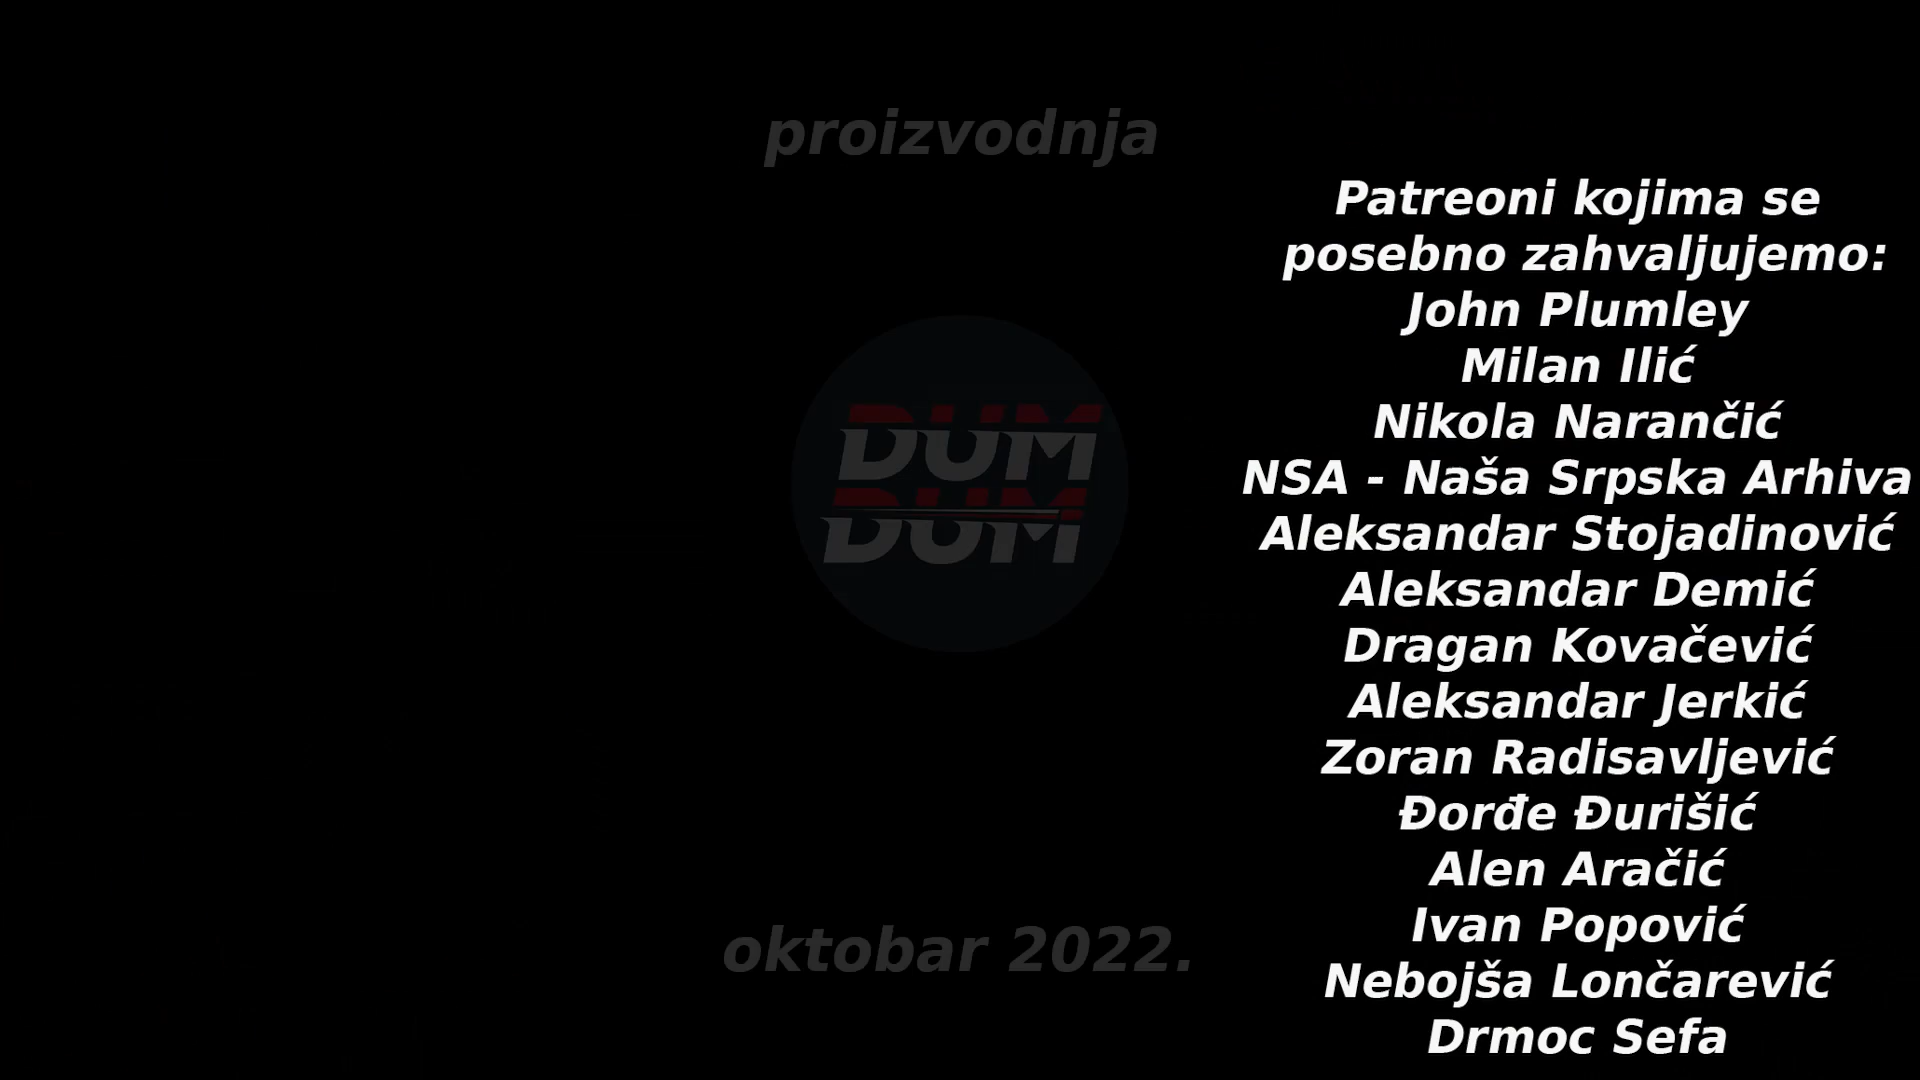 proizvodnja
DUM
DUM
oktobar 2022.
Patreoni kojima se
posebno zahvaljujemo:
John Plumley
Milan Ilić
Nikola Narančić
NSA - Naša Srpska Arhiva
Aleksandar Stojadinović
Aleksandar Demić
Dragan Kovačević
Aleksandar Jerkić
Zoran Radisavljević
Đorđe Đurišić
Alen Aračić
Ivan Popović
Nebojša Lončarević
Drmoc Sefa